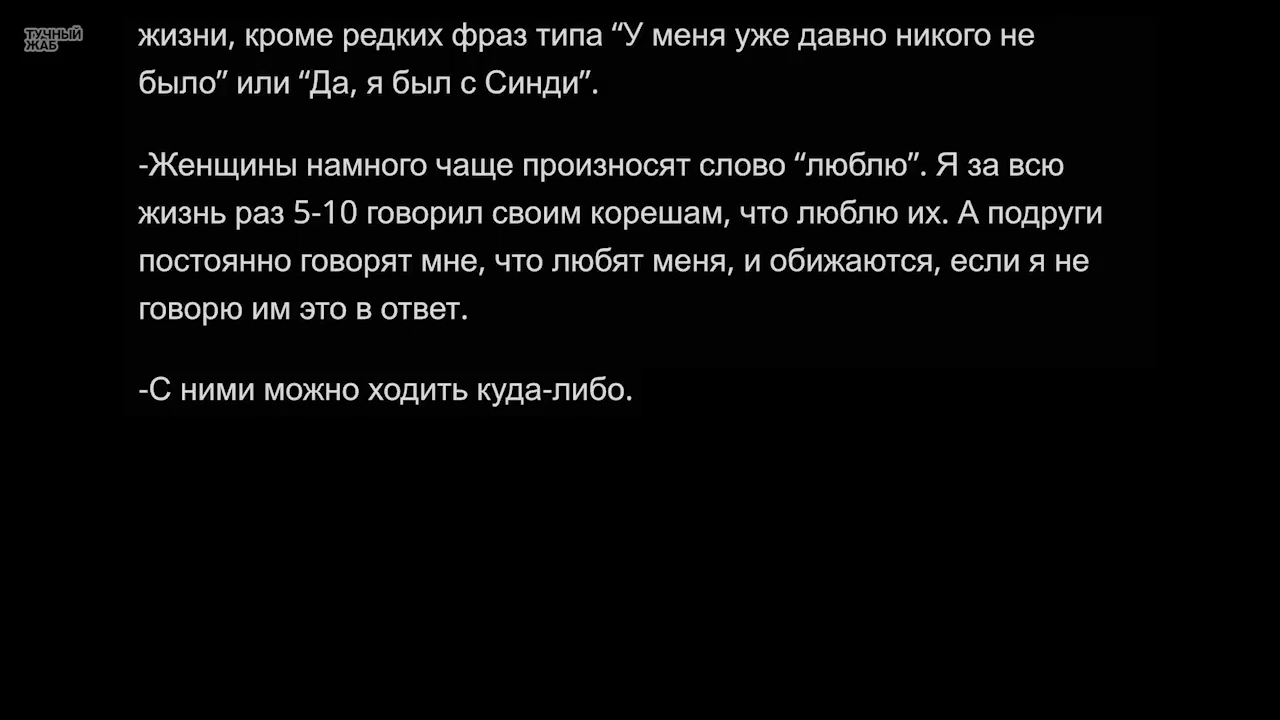 ТУЧНЫЙ
ЖАБ
жизни, кроме редких фраз типа “У меня уже давно никого не
было” или “Да, я был с Синди”.
-Женщины намного чаще произносят слово “люблю”. Я за всю
жизнь раз 5-10 говорил своим корешам, что люблю их. А подруги
постоянно говорят мне, что любят меня, и обижаются, если я не
говорю им это в ответ.
-С ними можно ходить куда-либо.